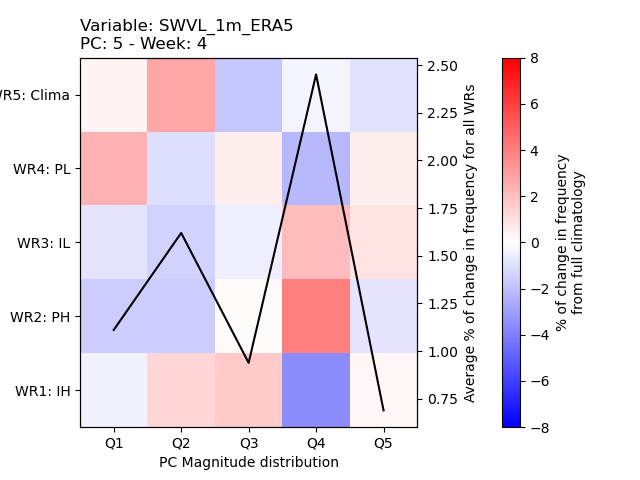 Variable: SWVL_1m_ERA5
PC: 5 - Week: 4
WR5: Clima
WR4: PL
WR3: IL
WR2: PH
WR1: IH
Q1 Q2 Q3 Q4 Q5
PC Magnitude distribution
2.50
2.25
2.00
1.75
1.50
1.25
1.00
0.75
Average % of change in frequency for all WRs
8
6
4
2
0
−2
−4
−6
−8
% of change in frequency
from full climatology